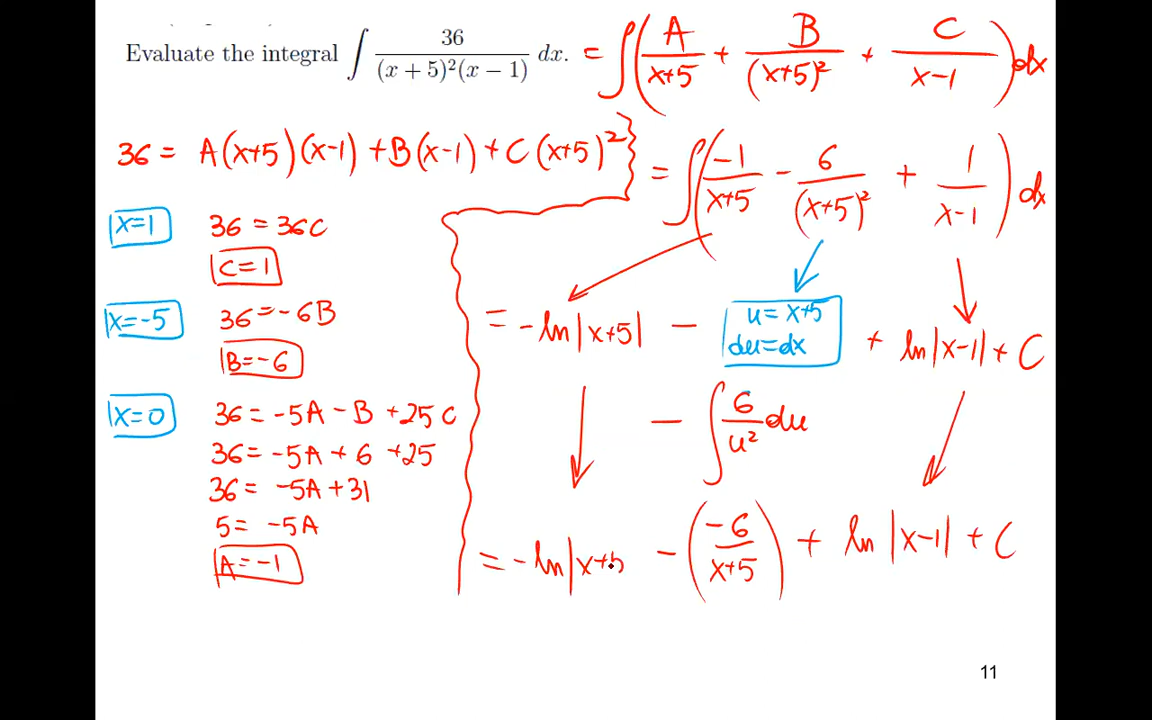 Evaluate the integral ∫ 36/((x + 5)²(x − 1)) dx. = ∫(A/(x+5) + B/(x+5)² + C/(x-1))dx
36 = A(x+5)(x-1) + B(x-1) + C(x+5)²
= ∫(-1/(x+5) - 6/(x+5)² + 1/(x-1))dx
x=1 36 = 36C
C=1
x=-5 36 = -6B
B=-6
x=0 36 = -5A - B + 25C
36 = -5A + 6 + 25
36 = -5A + 31
5 = -5A
A=-1
= -ln|x+5| - u = x+5 + ln|x-1| + C
du=dx
- ∫ 6/u² du
= -ln|x+5 - (-6/(x+5)) + ln|x-1| + C
11